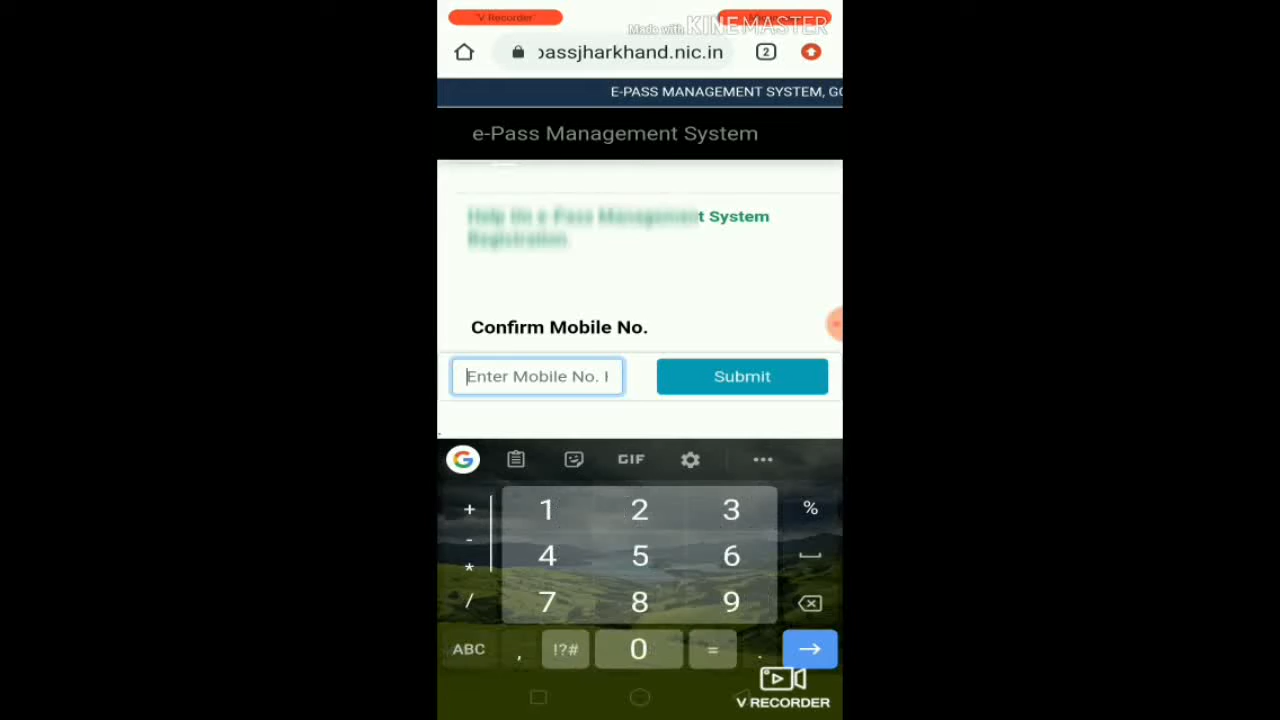 "V Recorder"
Made with KINEMASTER
passjharkhand.nic.in
2
E-PASS MANAGEMENT SYSTEM, GO
e-Pass Management System
t System
Confirm Mobile No.
Enter Mobile No. 
Submit
G
GIF
+ 1 2 3 %
- 4 5 6
*
/ 7 8 9
ABC , !?# 0 = .
V RECORDER